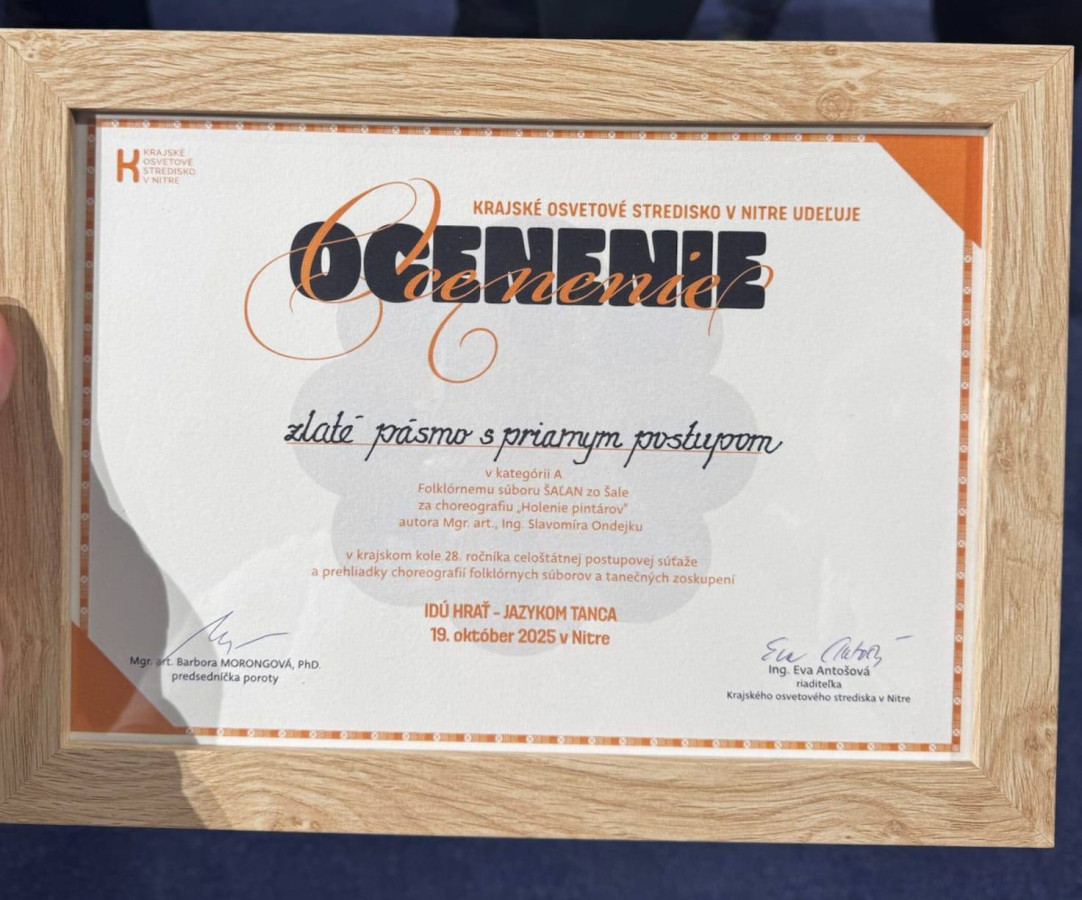 KRAJSKÉ
OSVETOVÉ
STREDISKO
V NITRE
KRAJSKÉ OSVETOVÉ STREDISKO V NITRE UDEĽUJE
OCENENIE
Ocenenie
zlaté pásmo s priamym postupom
v kategórii A
Folklórnemu súboru ŠAĽAN zo Šale
za choreografiu „Holenie pintárov"
autora Mgr. art., Ing. Slavomíra Ondejku
v krajskom kole 28. ročníka celoštátnej postupovej súťaže
a prehliadky choreografií folklórnych súborov a tanečných zoskupení
IDÚ HRAŤ – JAZYKOM TANCA
19. október 2025 v Nitre
Mgr. art. Barbora MORONGOVÁ, PhD.
predsedníčka poroty
Eva Antošová
Ing. Eva Antošová
riaditeľka
Krajského osvetového strediska v Nitre